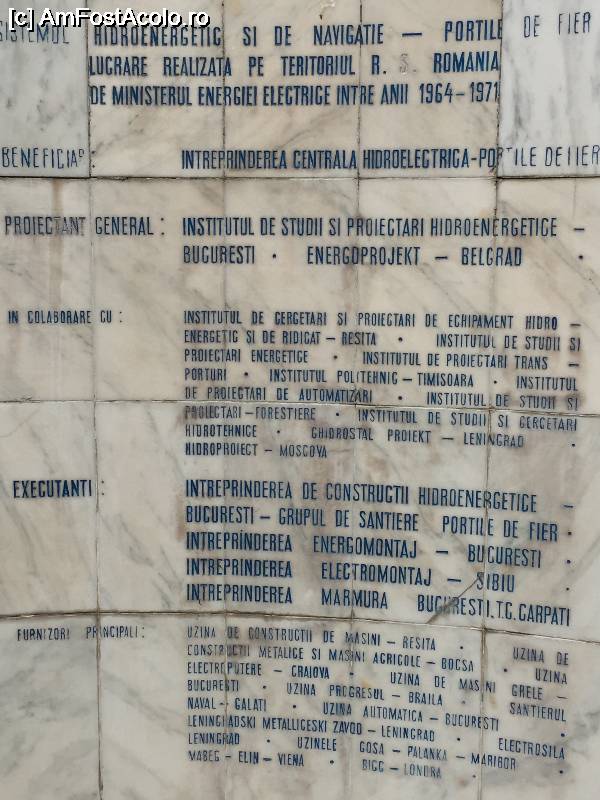 [c] AmFostAcolo.ro
SISTEMUL HIDROENERGETIC SI DE NAVIGATIE — PORTILE DE FIER
LUCRARE REALIZATA PE TERITORIUL R. S. ROMANIA
DE MINISTERUL ENERGIEI ELECTRICE INTRE ANII 1964-1971
BENEFICIAR : INTREPRINDEREA CENTRALA HIDROELECTRICA-PORTILE DE FIER
PROIECTANT GENERAL : INSTITUTUL DE STUDII SI PROIECTARI HIDROENERGETICE —
BUCURESTI • ENERGOPROJEKT — BELGRAD •
IN COLABORARE CU : INSTITUTUL DE CERCETARI SI PROIECTARI DE ECHIPAMENT HIDRO —
ENERGETIC SI DE RIDICAT — RESITA • INSTITUTUL DE STUDII SI
PROIECTARI ENERGETICE • INSTITUTUL DE PROIECTARI TRANS —
PORTURI • INSTITUTUL POLITEHNIC — TIMISOARA • INSTITUTUL
DE PROIECTARI DE AUTOMATIZARI • INSTITUTUL DE STUDII SI
PROIECTARI-FORESTIERE • INSTITUTUL DE STUDII SI CERCETARI
HIDROTEHNICE • GHIDROSTAL PROIEKT — LENINGRAD •
HIDROPROIECT — MOSCOVA
EXECUTANTI : INTREPRINDEREA DE CONSTRUCTII HIDROENERGETICE —
BUCURESTI — GRUPUL DE SANTIERE PORTILE DE FIER •
INTREPRINDEREA ENERGOMONTAJ — BUCURESTI •
INTREPRINDEREA ELECTROMONTAJ — SIBIU •
INTREPRINDEREA MARMURA BUCURESTI.T.C.CARPATI
FURNIZORI PRINCIPALI : UZINA DE CONSTRUCTII DE MASINI — RESITA • UZINA DE
CONSTRUCTII METALICE SI MASINI AGRICOLE — BOCSA • UZINA
ELECTROPUTERE — CRAIOVA • UZINA DE MASINI GRELE —
BUCURESTI • UZINA PROGRESUL — BRAILA • SANTIERUL
NAVAL — GALATI • UZINA AUTOMATICA — BUCURESTI •
LENINGRADSKI METALLICESKI ZAVOD — LENINGRAD • ELECTROSILA
LENINGRAD • UZINELE GOSA — PALANKA — MARIBOR •
MABEG — ELIN — VIENA • BICC — LONDRA •